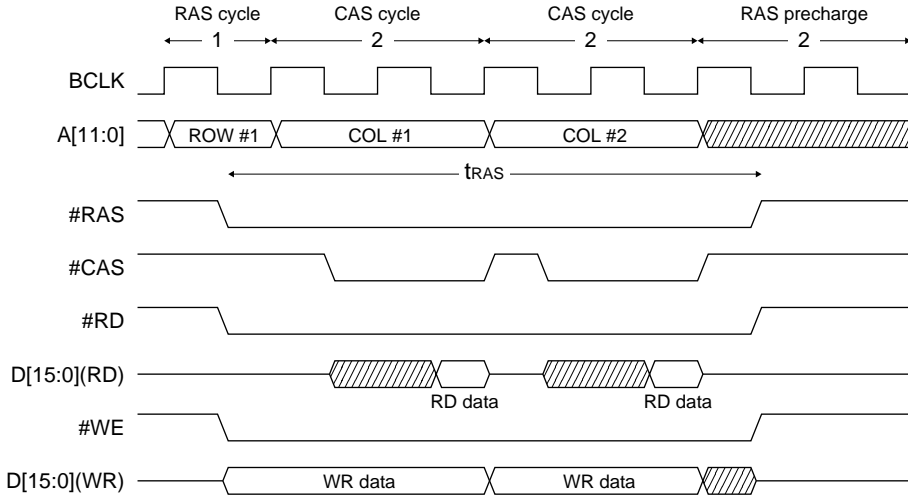 RAS cycle CAS cycle CAS cycle RAS precharge
1 2 2 2
BCLK
A[11:0] ROW #1 COL #1 COL #2
tRAS
#RAS
#CAS
#RD
D[15:0](RD)
RD data RD data
#WE
D[15:0](WR) WR data WR data